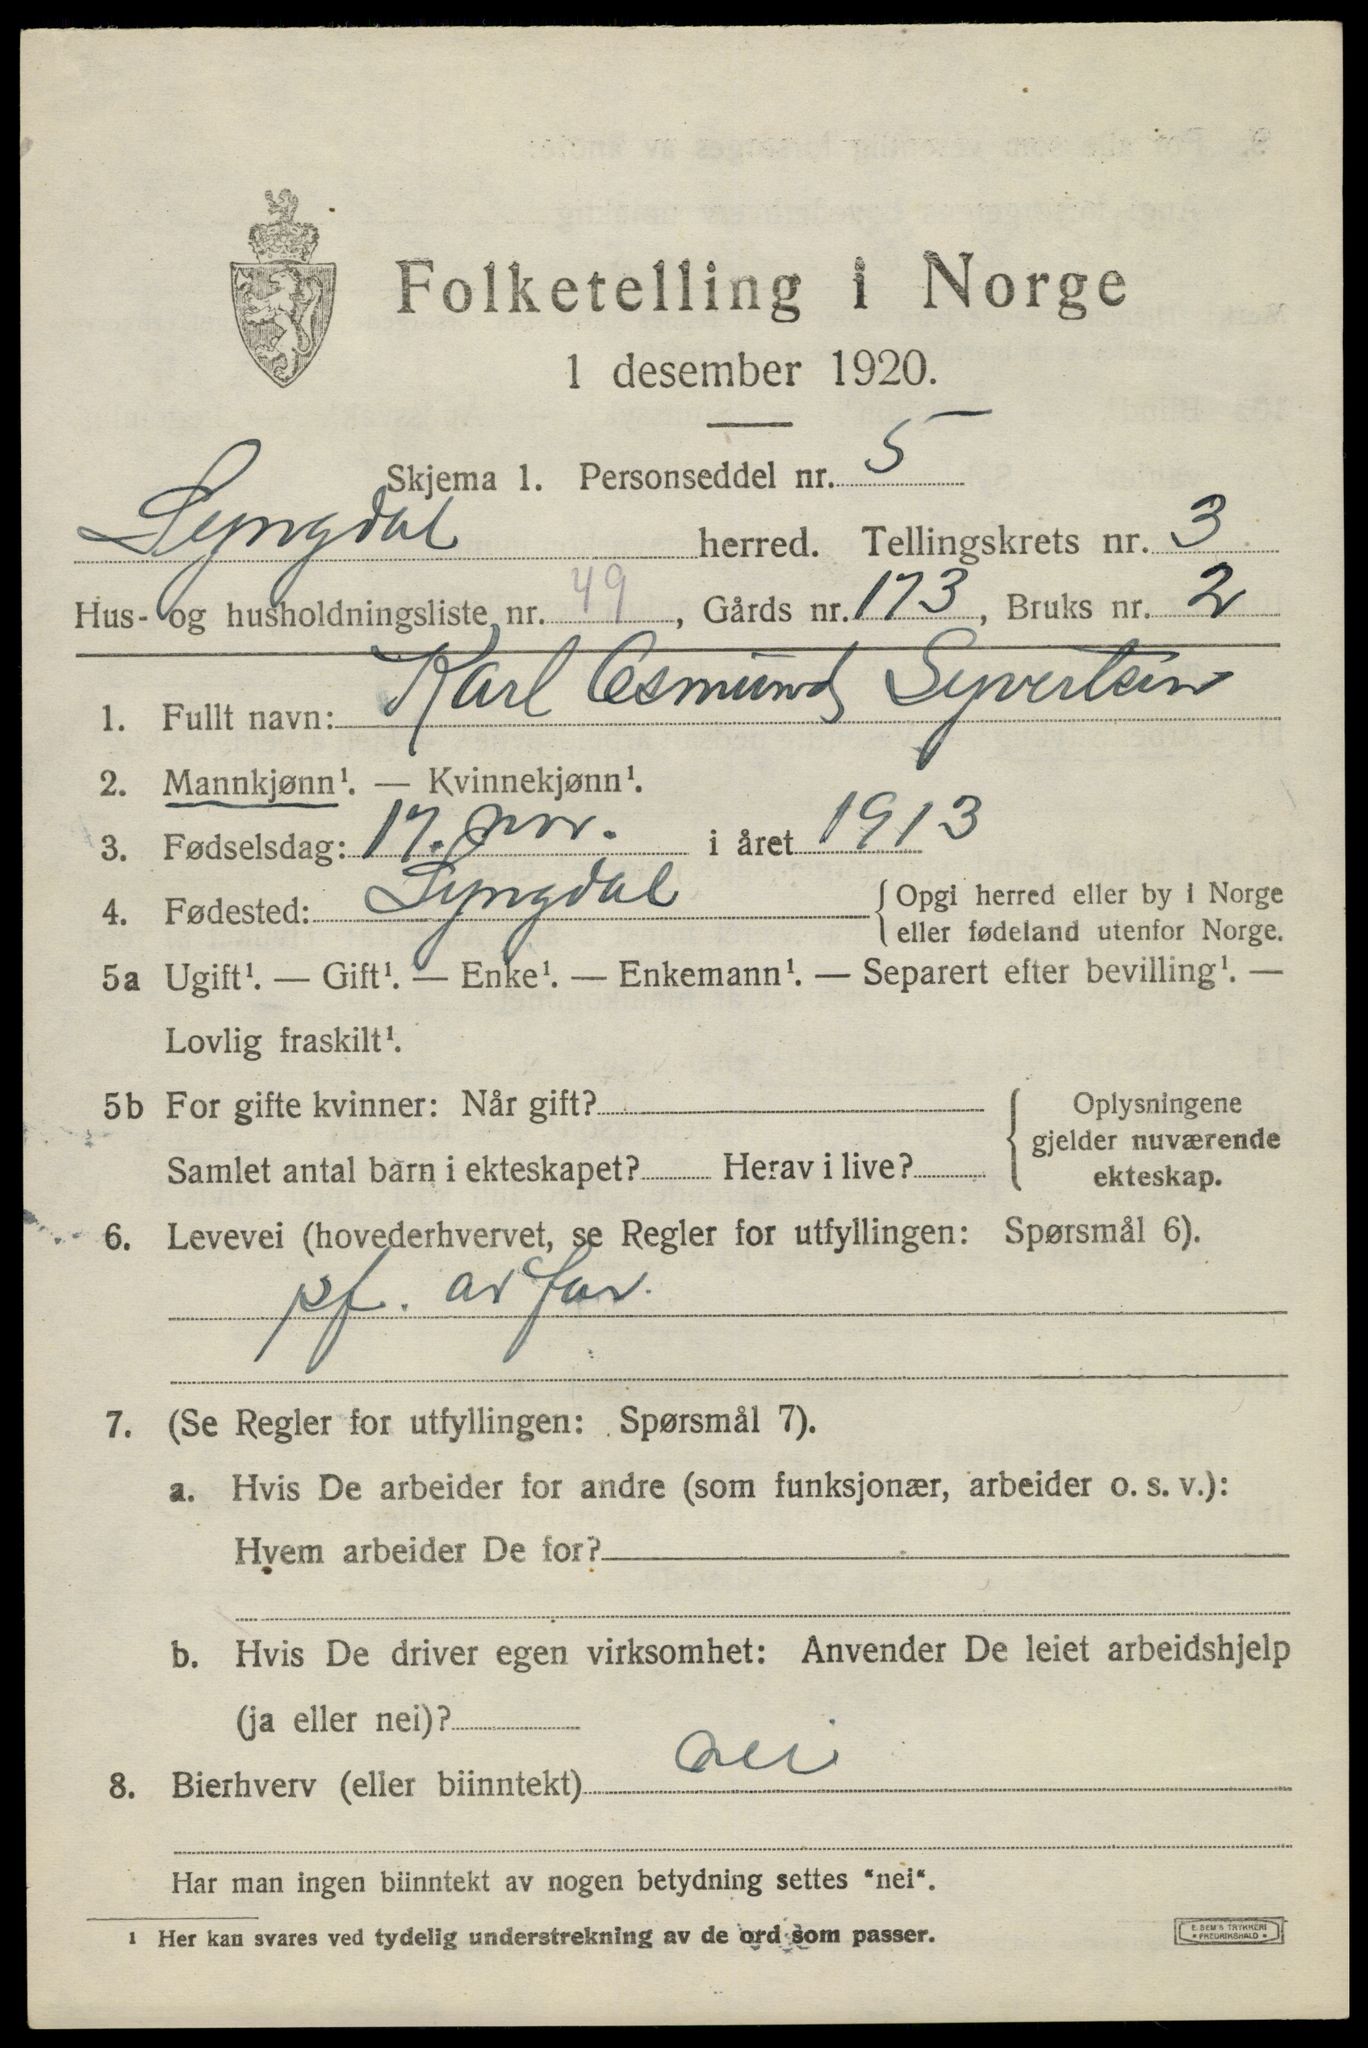 Folketelling i Norge
1 desember 1920.
Skjema 1. Personseddel nr. 5
Lyngdal herred. Tellingskrets nr. 3
Hus- og husholdningsliste nr. 49, Gårds nr. 173, Bruks nr. 2
1. Fullt navn: Karl Osmund Syvertsen
2. Mannkjønn¹. — Kvinnekjønn¹.
3. Fødselsdag: 17. nov. i året 1913
4. Fødested: Lyngdal {Opgi herred eller by i Norge
eller fødeland utenfor Norge.
5a Ugift¹. — Gift¹. — Enke¹. — Enkemann¹. — Separert efter bevilling¹. —
Lovlig fraskilt¹.
5b For gifte kvinner: Når gift? {Oplysningene
gjelder nuværende
Samlet antal barn i ekteskapet? Herav i live? ekteskap.
6. Levevei (hovederhvervet, se Regler for utfyllingen: Spørsmål 6).
pf. av far.
7. (Se Regler for utfyllingen: Spørsmål 7).
a. Hvis De arbeider for andre (som funksjonær, arbeider o. s. v.):
Hvem arbeider De for?
b. Hvis De driver egen virksomhet: Anvender De leiet arbeidshjelp
(ja eller nei)?
8. Bierhverv (eller biinntekt) nei
Har man ingen biinntekt av nogen betydning settes "nei".
1 Her kan svares ved tydelig understrekning av de ord som passer.
E. SEM'S TRYKKERI
* FREDRIKSHALD *